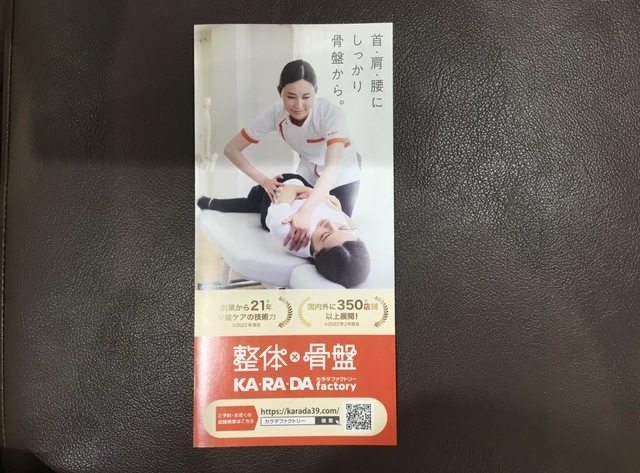 首・肩・腰に
しっかり
骨盤から。
創業から21年
骨盤ケアの技術力
※2022年現在
国内外に350店舗
以上展開!
※2022年2月現在
整体×骨盤
カラダファクトリー
KA・RA・DA factory
ご予約・お近くの
店舗検索はこちら
https://karada39.com/
カラダファクトリー 検索